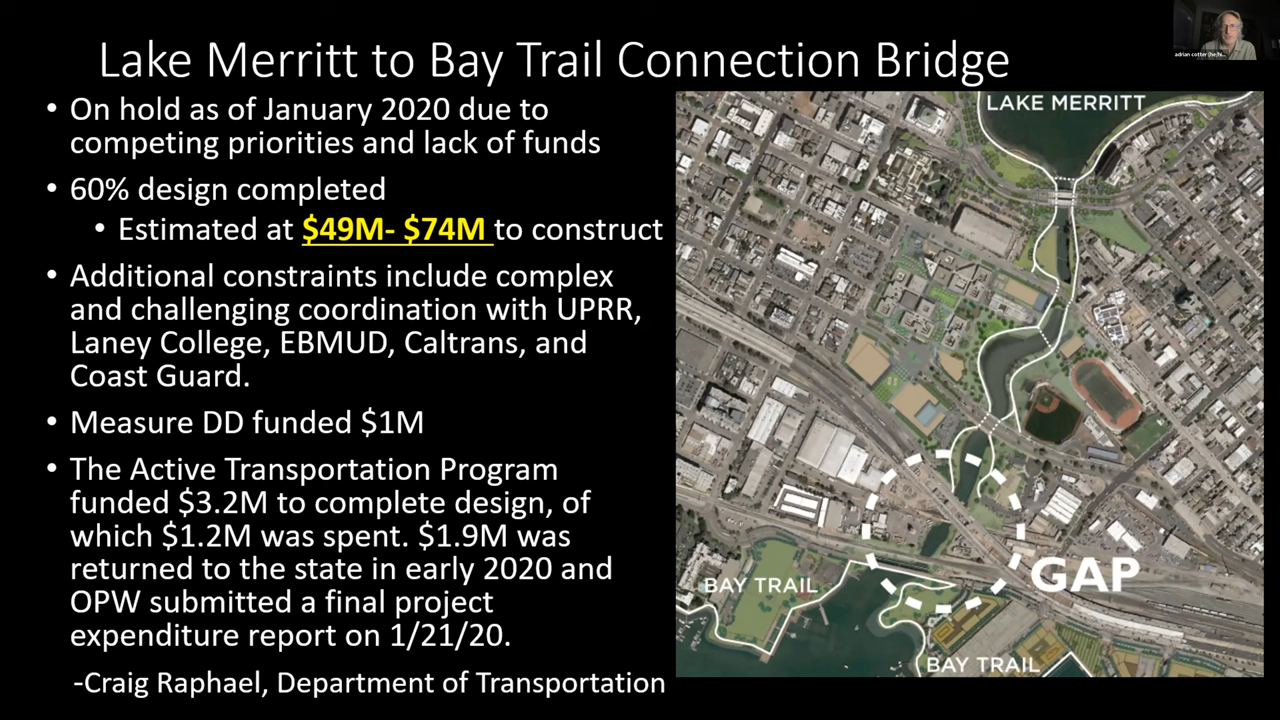 Lake Merritt to Bay Trail Connection Bridge
• On hold as of January 2020 due to
competing priorities and lack of funds
• 60% design completed
• Estimated at $49M- $74M to construct
• Additional constraints include complex
and challenging coordination with UPRR,
Laney College, EBMUD, Caltrans, and
Coast Guard.
• Measure DD funded $1M
• The Active Transportation Program
funded $3.2M to complete design, of
which $1.2M was spent. $1.9M was
returned to the state in early 2020 and
OPW submitted a final project
expenditure report on 1/21/20.
-Craig Raphael, Department of Transportation
LAKE MERRITT
GAP
BAY TRAIL
BAY TRAIL
adrian cotter (he/hi...